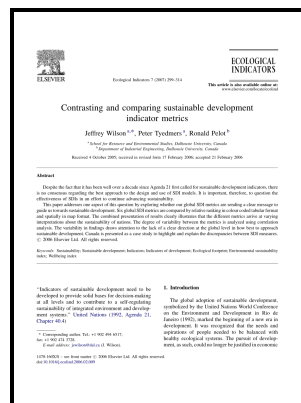 ELSEVIER
Ecological Indicators 7 (2007) 299–314
ECOLOGICAL
INDICATORS
This article is also available online at:
www.elsevier.com/locate/ecolind
Contrasting and comparing sustainable development
indicator metrics
Jeffrey Wilson a,*, Peter Tyedmers a, Ronald Pelot b
a School for Resource and Environmental Studies, Dalhousie University, Canada
b Department of Industrial Engineering, Dalhousie University, Canada
Received 4 October 2005; received in revised form 17 February 2006; accepted 21 February 2006
Abstract
Despite the fact that it has been well over a decade since Agenda 21 first called for sustainable development indicators, there
is no consensus regarding the best approach to the design and use of SDI models. It is important, therefore, to question the
effectiveness of SDIs in an effort to continue advancing sustainability.
This paper addresses one aspect of this question by exploring whether our global SDI metrics are sending a clear message to
guide us towards sustainable development. Six global SDI metrics are compared by relative ranking in colour coded tabular format
and spatially in map format. The combined presentation of results clearly illustrates that the different metrics arrive at varying
interpretations about the sustainability of nations. The degree of variability between the metrics is analyzed using correlation
analysis. The variability in findings draws attention to the lack of a clear direction at the global level in how best to approach
sustainable development. Canada is presented as a case study to highlight and explain the discrepancies between SDI measures.
© 2006 Elsevier Ltd. All rights reserved.
Keywords: Sustainability; Sustainable development; Indicators; Indicators of development; Ecological footprint; Environmental sustainability
index; Wellbeing index
"Indicators of sustainable development need to be
developed to provide solid bases for decision-making
at all levels and to contribute to a self-regulating
sustainability of integrated environment and develop-
ment systems." United Nations (1992, Agenda 21,
Chapter 40.4)
* Corresponding author. Tel.: +1 902 494 6517;
fax: +1 902 474 3728.
E-mail address: (J. Wilson).
1. Introduction
The global adoption of sustainable development,
synthesized by the United Nations World Conference
on the Environment and Development in Rio de
Janeiro (1992), marked the beginning of a new era in
development. It was recognized that the needs and
aspirations of people needed to be balanced with
healthy ecological systems. The pursuit of develop-
ment, as such, could no longer be justified in economic
1470-160X/$ – see front matter © 2006 Elsevier Ltd. All rights reserved.
doi:10.1016/j.ecolind.2006.02.009